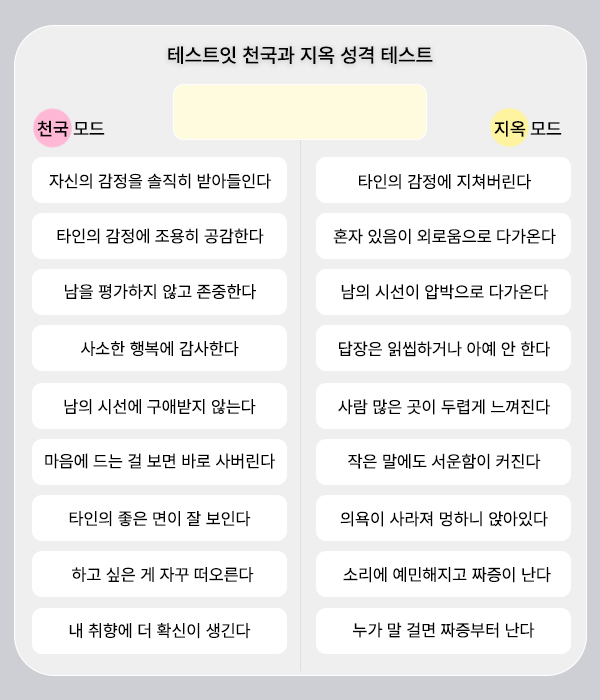 테스트잇 천국과 지옥 성격 테스트
천국 모드
지옥 모드
자신의 감정을 솔직히 받아들인다
타인의 감정에 지쳐버린다
타인의 감정에 조용히 공감한다
혼자 있음이 외로움으로 다가온다
남을 평가하지 않고 존중한다
남의 시선이 압박으로 다가온다
사소한 행복에 감사한다
답장은 읽씹하거나 아예 안 한다
남의 시선에 구애받지 않는다
사람 많은 곳이 두렵게 느껴진다
마음에 드는 걸 보면 바로 사버린다
작은 말에도 서운함이 커진다
타인의 좋은 면이 잘 보인다
의욕이 사라져 멍하니 앉아있다
하고 싶은 게 자꾸 떠오른다
소리에 예민해지고 짜증이 난다
내 취향에 더 확신이 생긴다
누가 말 걸면 짜증부터 난다